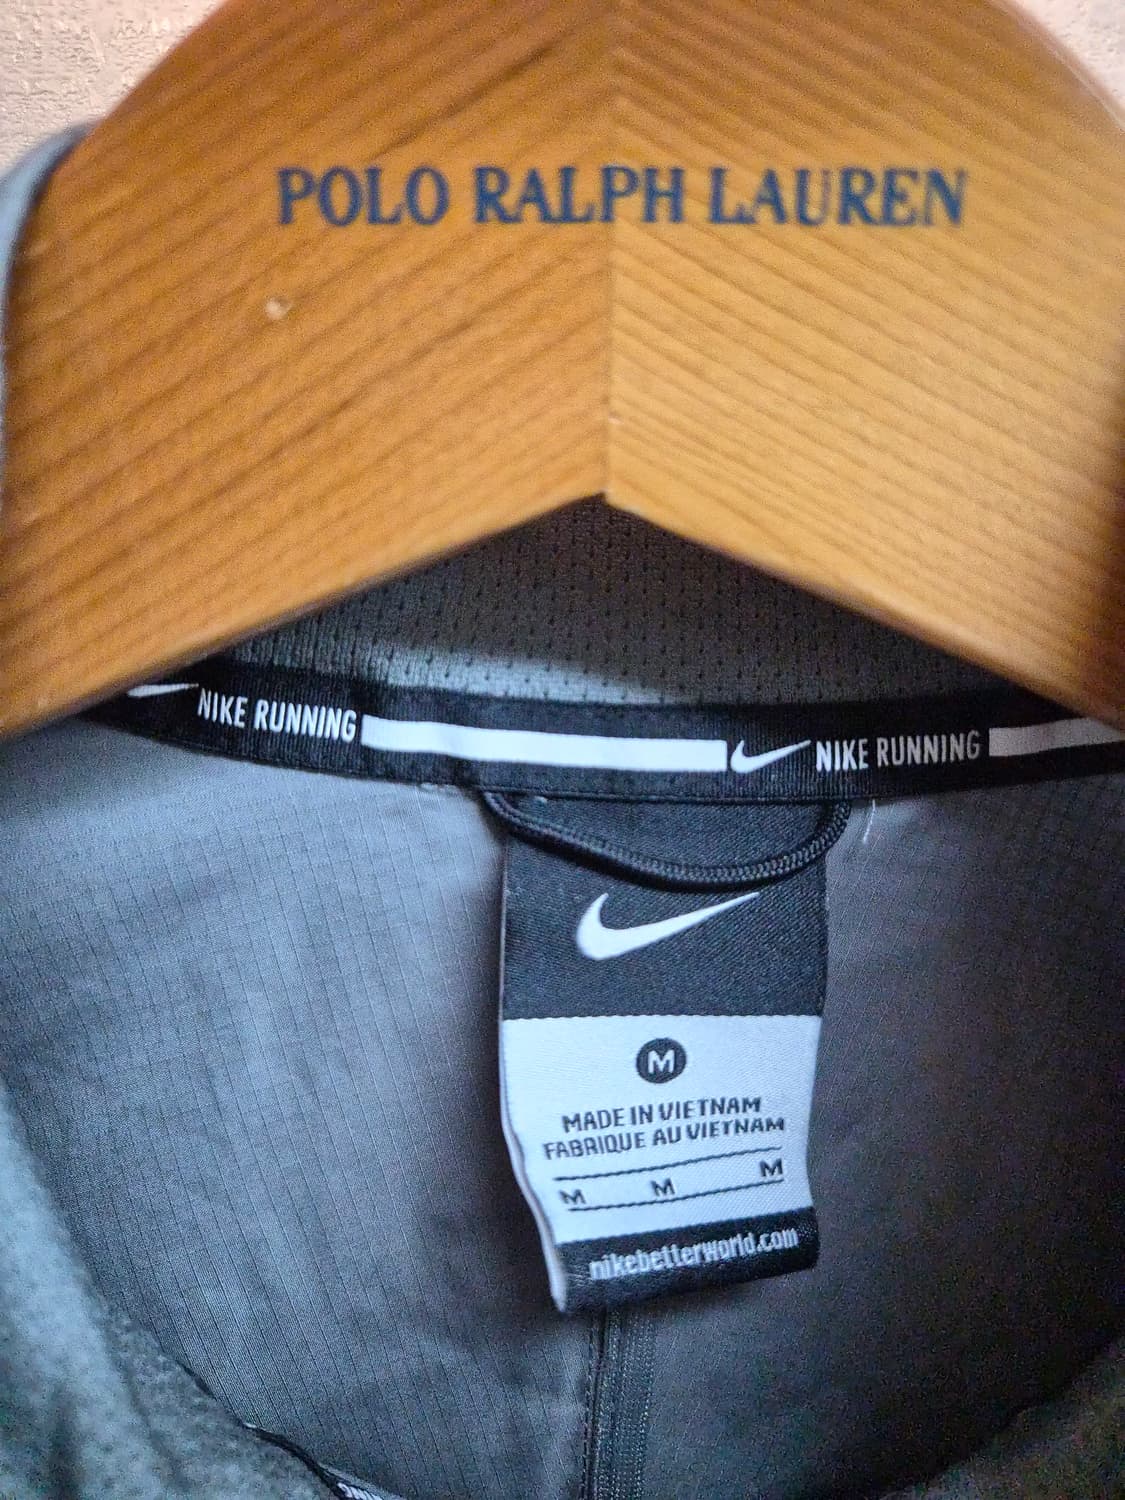 POLO RALPH LAUREN
NIKE RUNNING
NIKE RUNNING
M
MADE IN VIETNAM
FABRIQUE AU VIETNAM
M M M
nikebetterworld.com